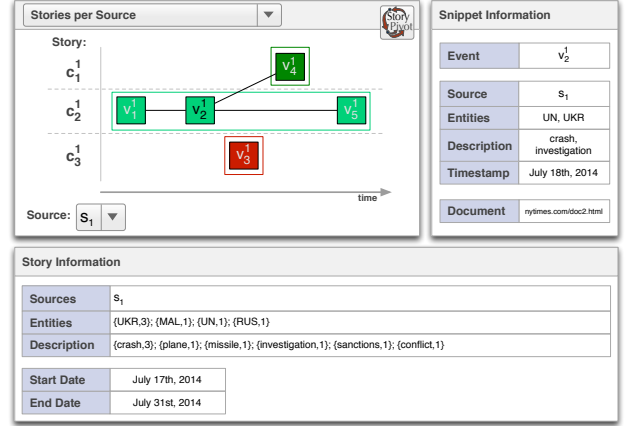 Stories per Source
Story Pivot
Story:
c₁¹
v₄¹
c₂¹
v₁¹
v₂¹
v₅¹
c₃¹
v₃¹
time
Source: S₁
Snippet Information
Event v₂¹
Source s₁
Entities UN, UKR
Description crash, investigation
Timestamp July 18th, 2014
Document nytimes.com/doc2.html
Story Information
Sources s₁
Entities {UKR,3}; {MAL,1}; {UN,1}; {RUS,1}
Description {crash,3}; {plane,1}; {missile,1}; {investigation,1}; {sanctions,1}; {conflict,1}
Start Date July 17th, 2014
End Date July 31st, 2014